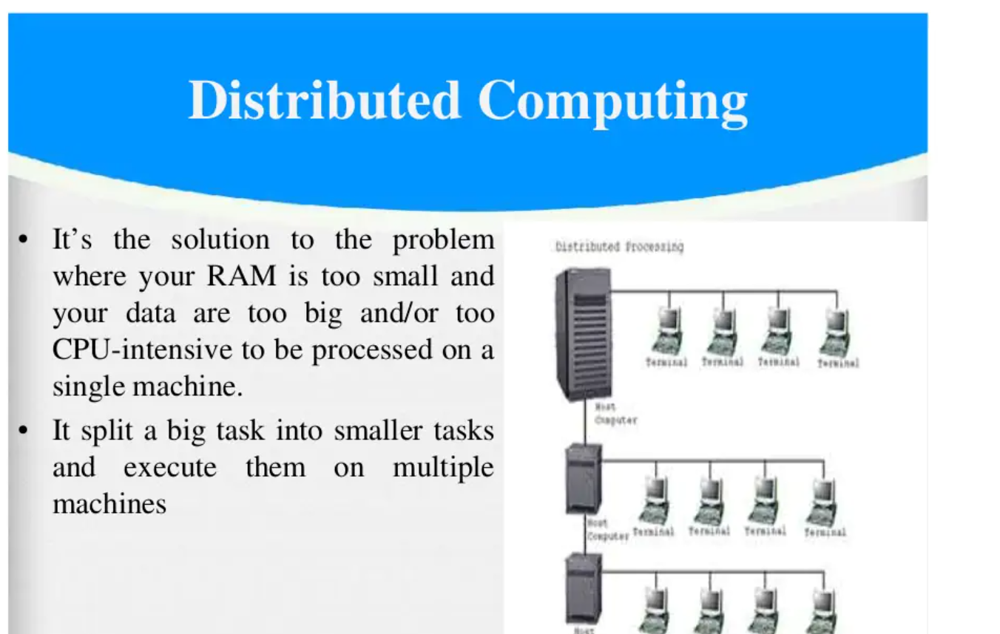 Distributed Computing
• It’s the solution to the problem
where your RAM is too small and
your data are too big and/or too
CPU-intensive to be processed on a
single machine.
• It split a big task into smaller tasks
and execute them on multiple
machines
Distributed Processing
Terminal Terminal Terminal Terminal
Host
Computer
Host
Computer Terminal Terminal Terminal Terminal
Host